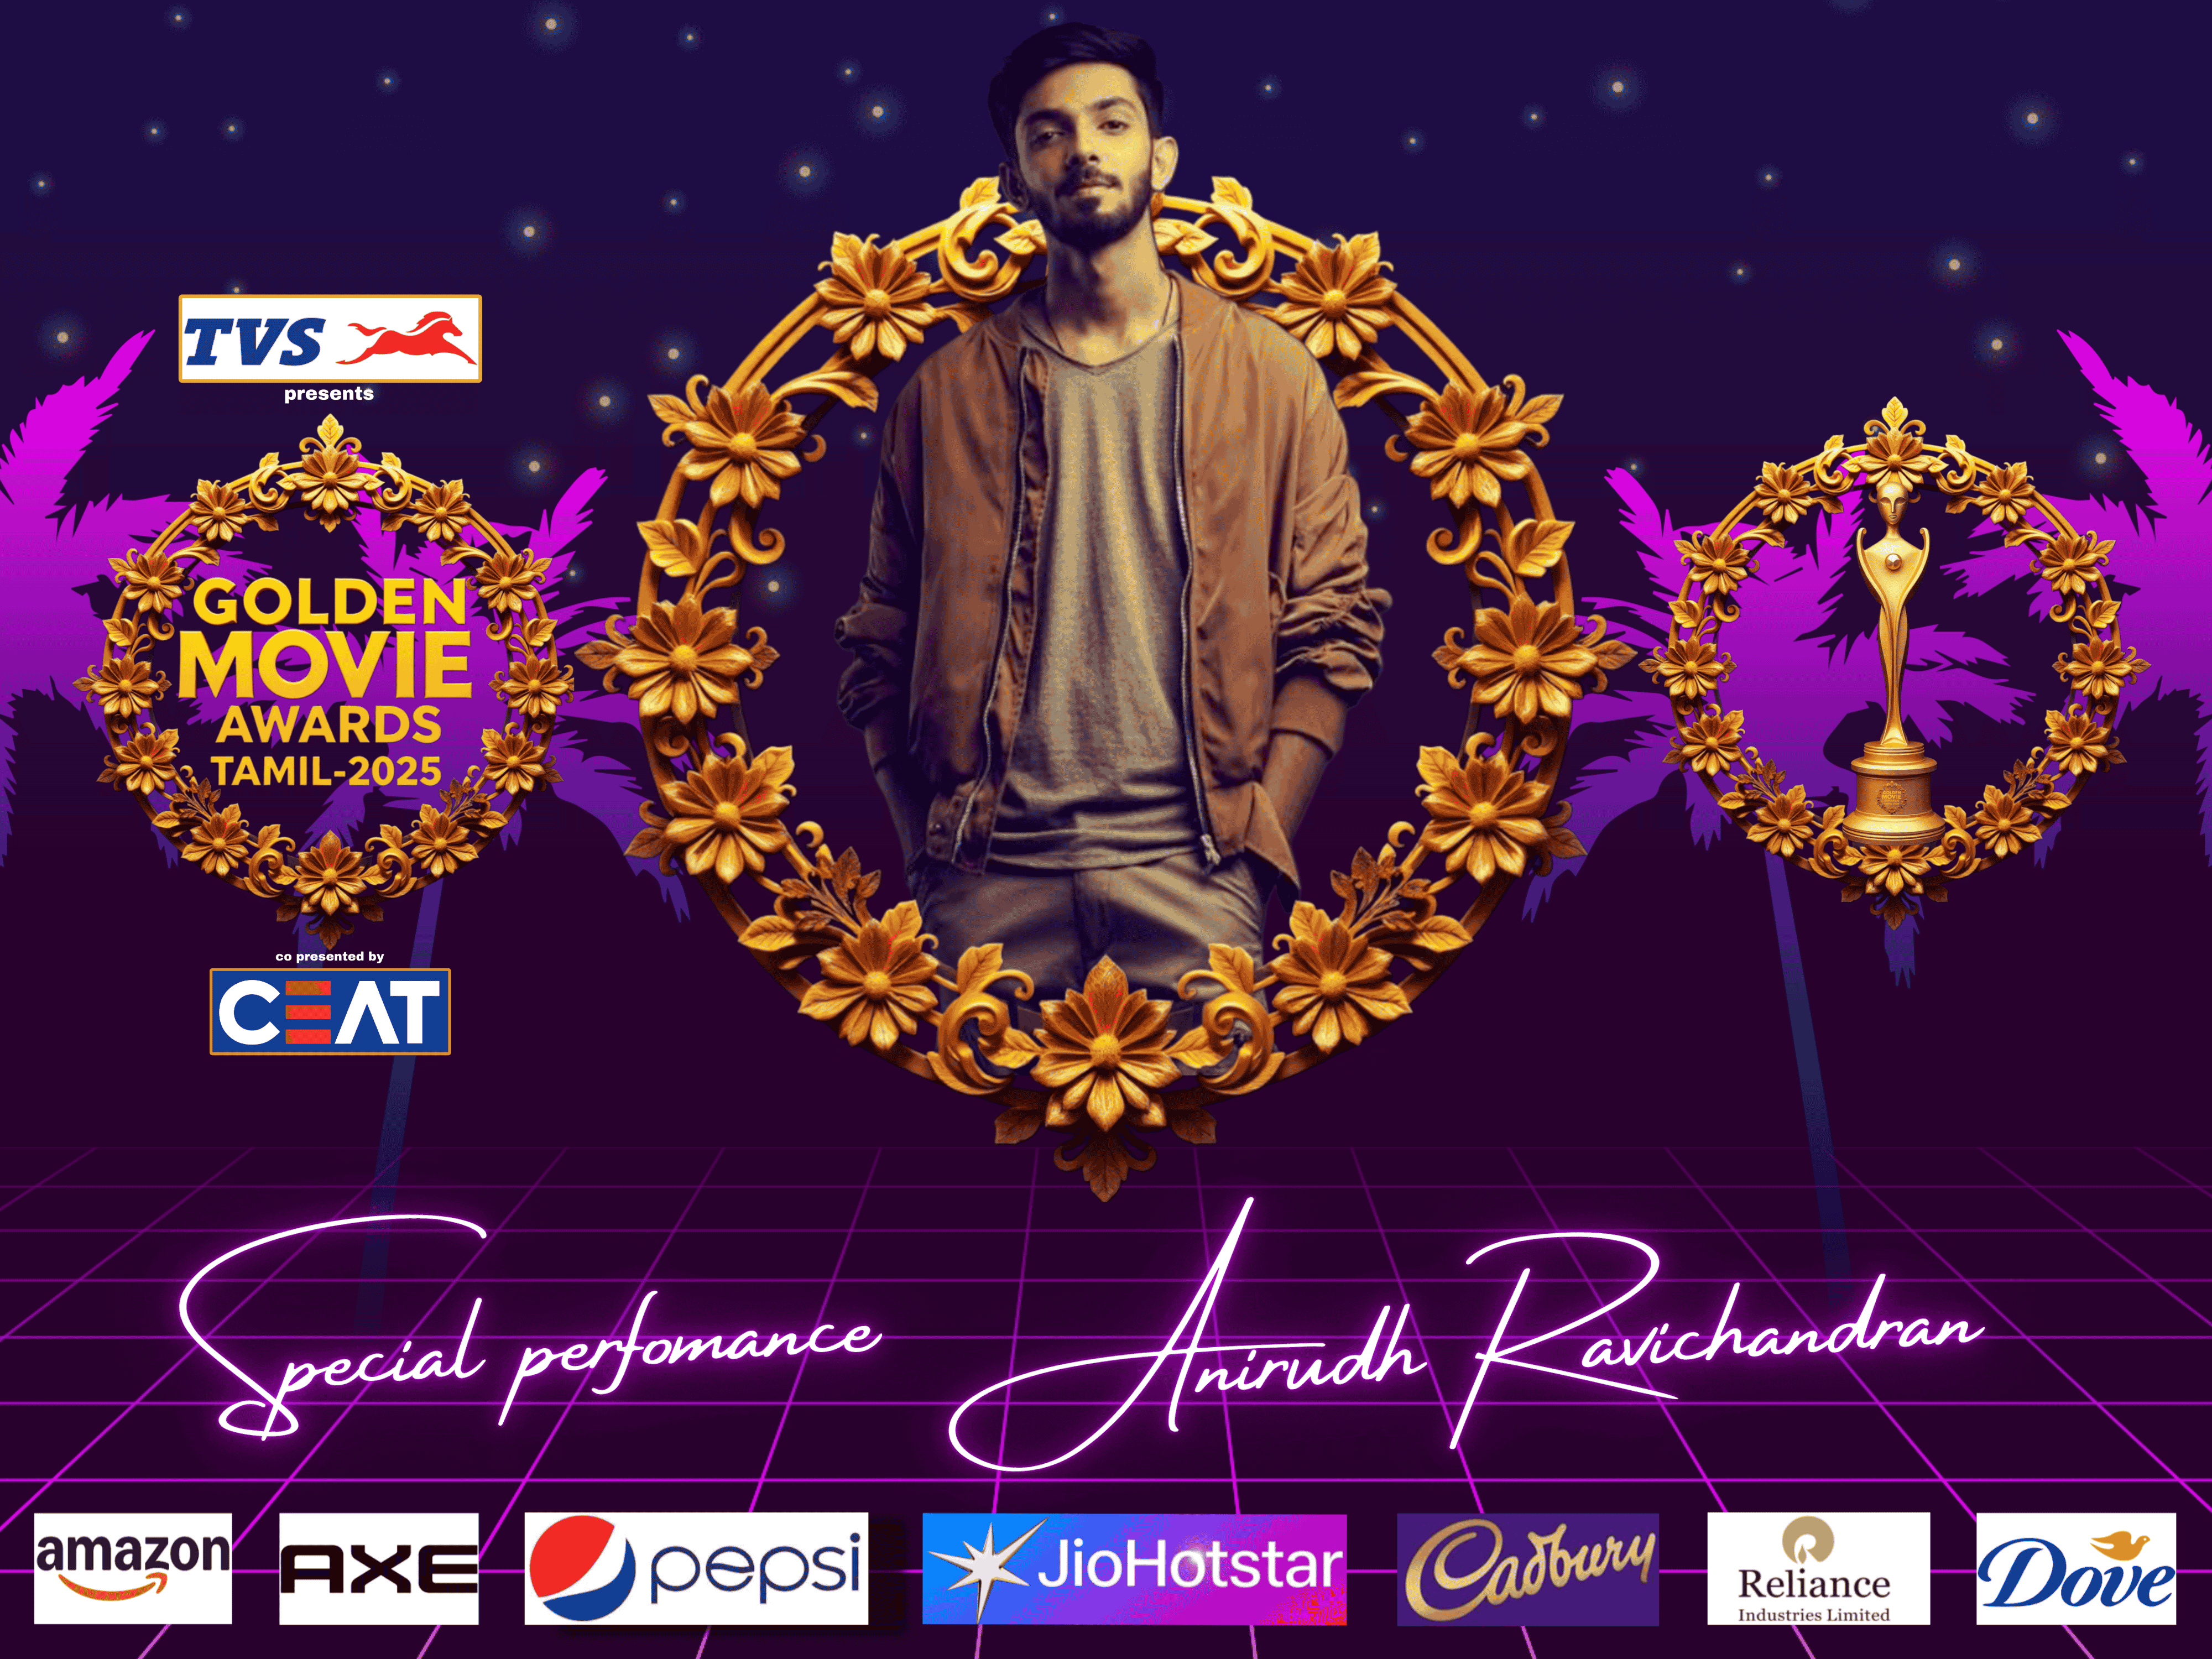 TVS
presents
GOLDEN
MOVIE
AWARDS
TAMIL-2025
co presented by
CEAT
Special perfomance
Anirudh Ravichandran
amazon
AXE
pepsi
JioHotstar
Cadbury
Reliance
Industries Limited
Dove